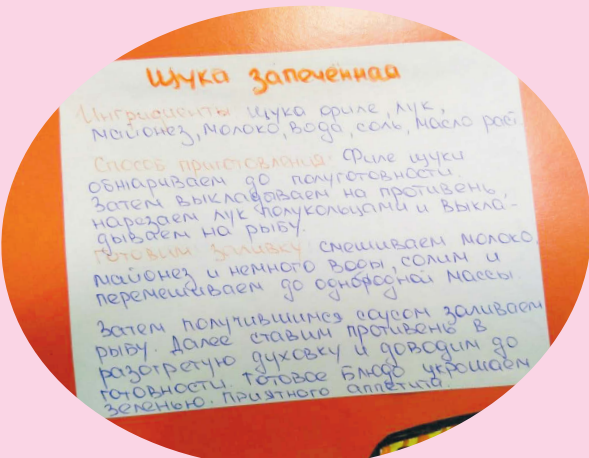 Щука запеченная
Ингридиенты: Щука филе, лук,
майонез, молоко, вода, соль, масло раст
Способ приготовления: Филе щуки
обжариваем до полуготовности.
Затем выкладываем на противень,
нарезаем лук полукольцами и выкла-
дываем на рыбу.
Готовим заливку: смешиваем молоко,
майонез и немного воды, солим и
перемешиваем до однородной массы.
Затем получившимся соусом заливаем
рыбу. Далее ставим противень в
разогретую духовку и доводим до
готовности. Готовое блюдо украшаем
зеленью. Приятного аппетита.